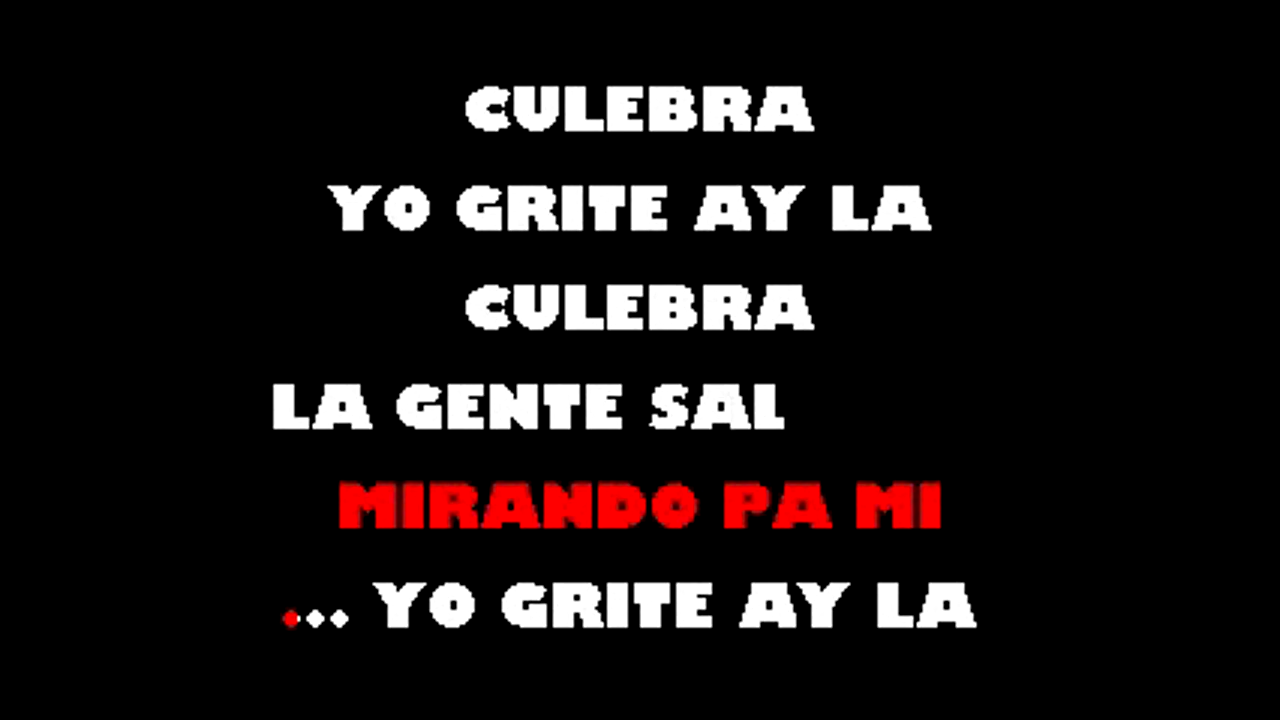 CULEBRA
YO GRITE AY LA
CULEBRA
LA GENTE SAL
MIRANDO PA MI
... YO GRITE AY LA